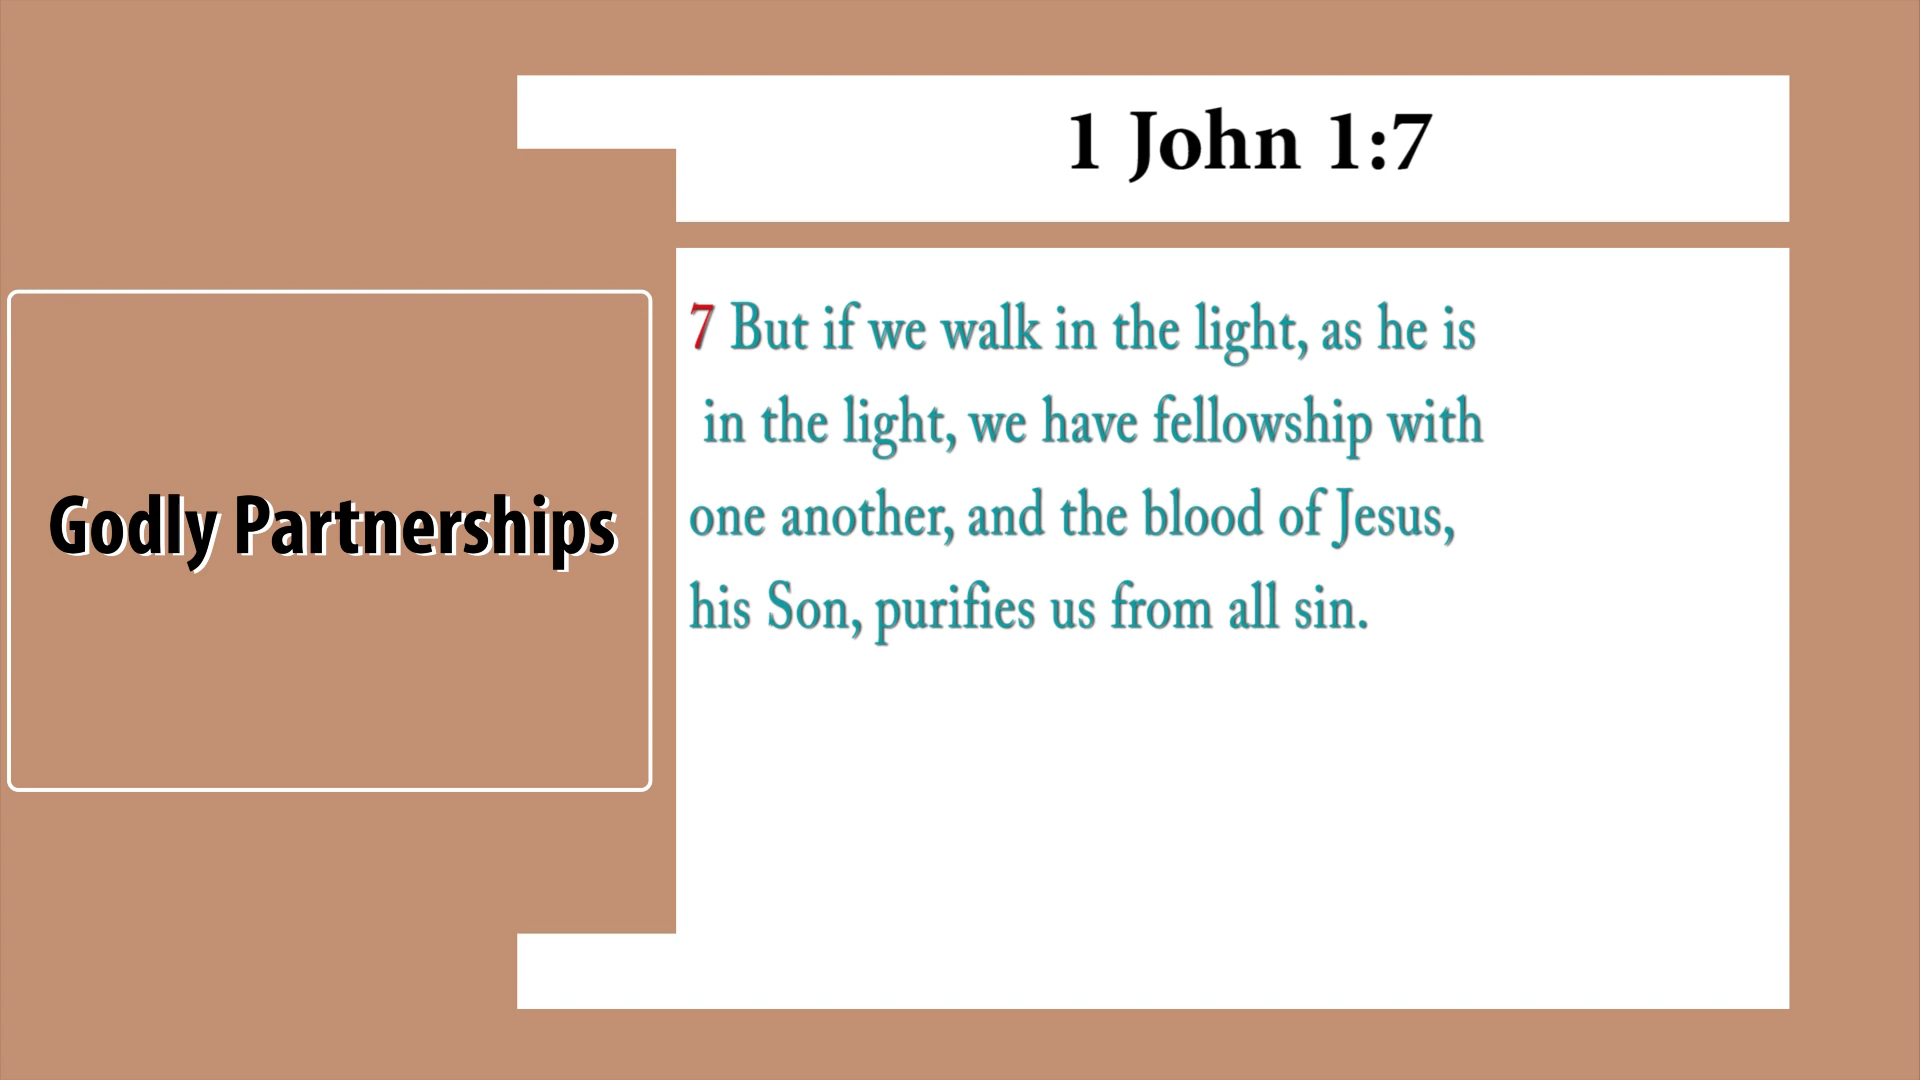 1 John 1:7
Godly Partnerships
7 But if we walk in the light, as he is
in the light, we have fellowship with
one another, and the blood of Jesus,
his Son, purifies us from all sin.